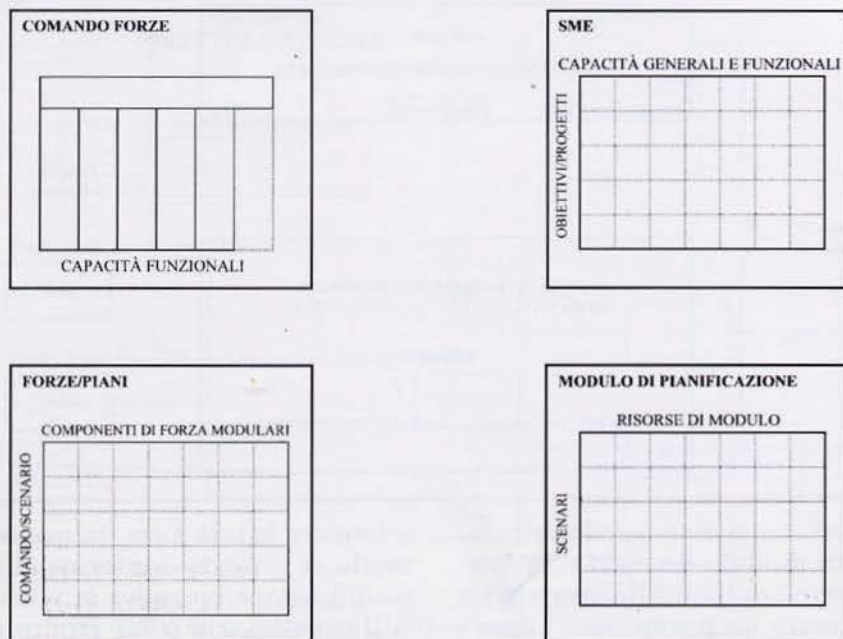 COMANDO FORZE
CAPACITÀ FUNZIONALI
SME
CAPACITÀ GENERALI E FUNZIONALI
OBIETTIVI/PROGETTI
FORZE/PIANI
COMPONENTI DI FORZA MODULARI
COMANDO/SCENARIO
MODULO DI PIANIFICAZIONE
RISORSE DI MODULO
SCENARI